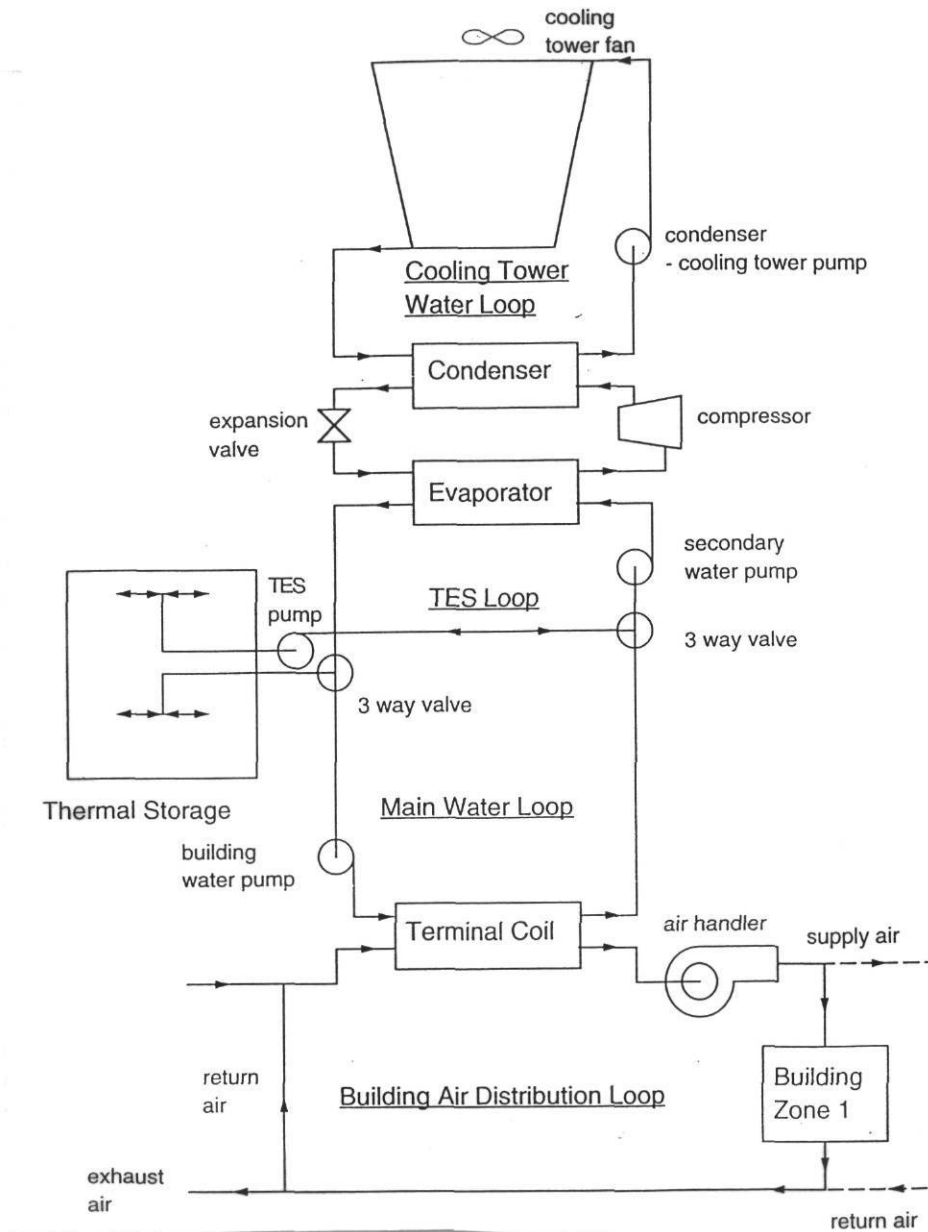 cooling
tower fan
condenser
- cooling tower pump
Cooling Tower
Water Loop
Condenser
expansion
valve
compressor
Evaporator
secondary
water pump
TES
pump
TES Loop
3 way valve
3 way valve
Thermal Storage
Main Water Loop
building
water pump
Terminal Coil
air handler
supply air
return
air
Building Air Distribution Loop
Building
Zone 1
exhaust
air
return air